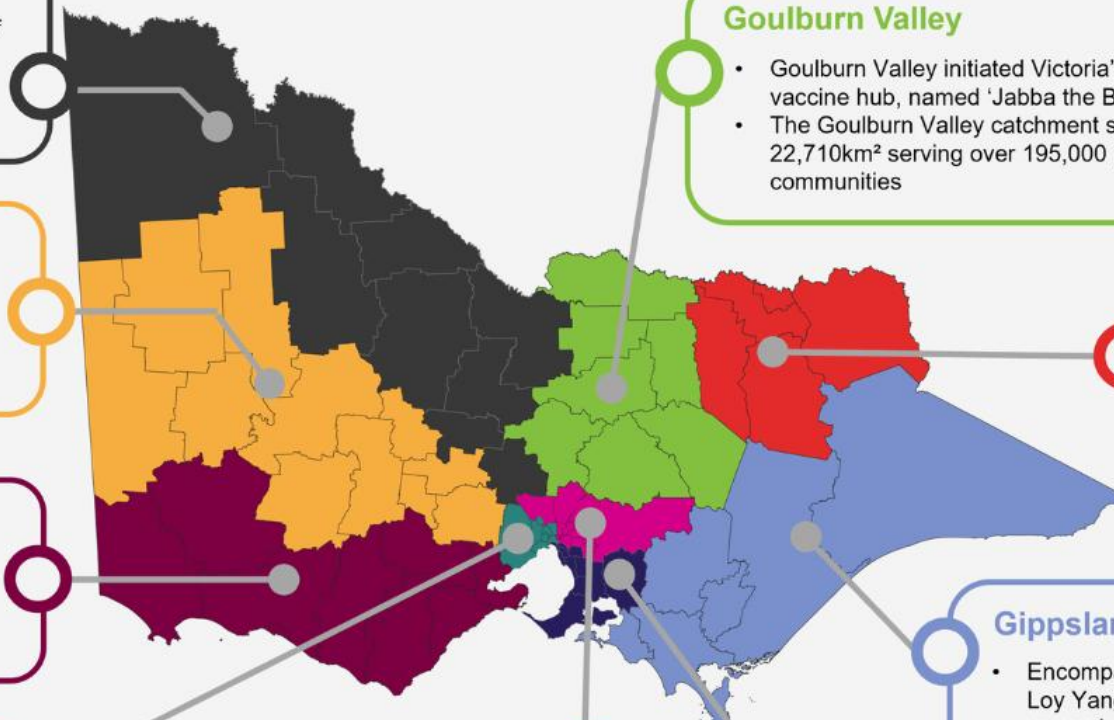 Goulburn Valley
• Goulburn Valley initiated Victoria'
vaccine hub, named 'Jabba the B
• The Goulburn Valley catchment s
22,710km² serving over 195,000
communities
Gippslan
• Encompa
Loy Yan